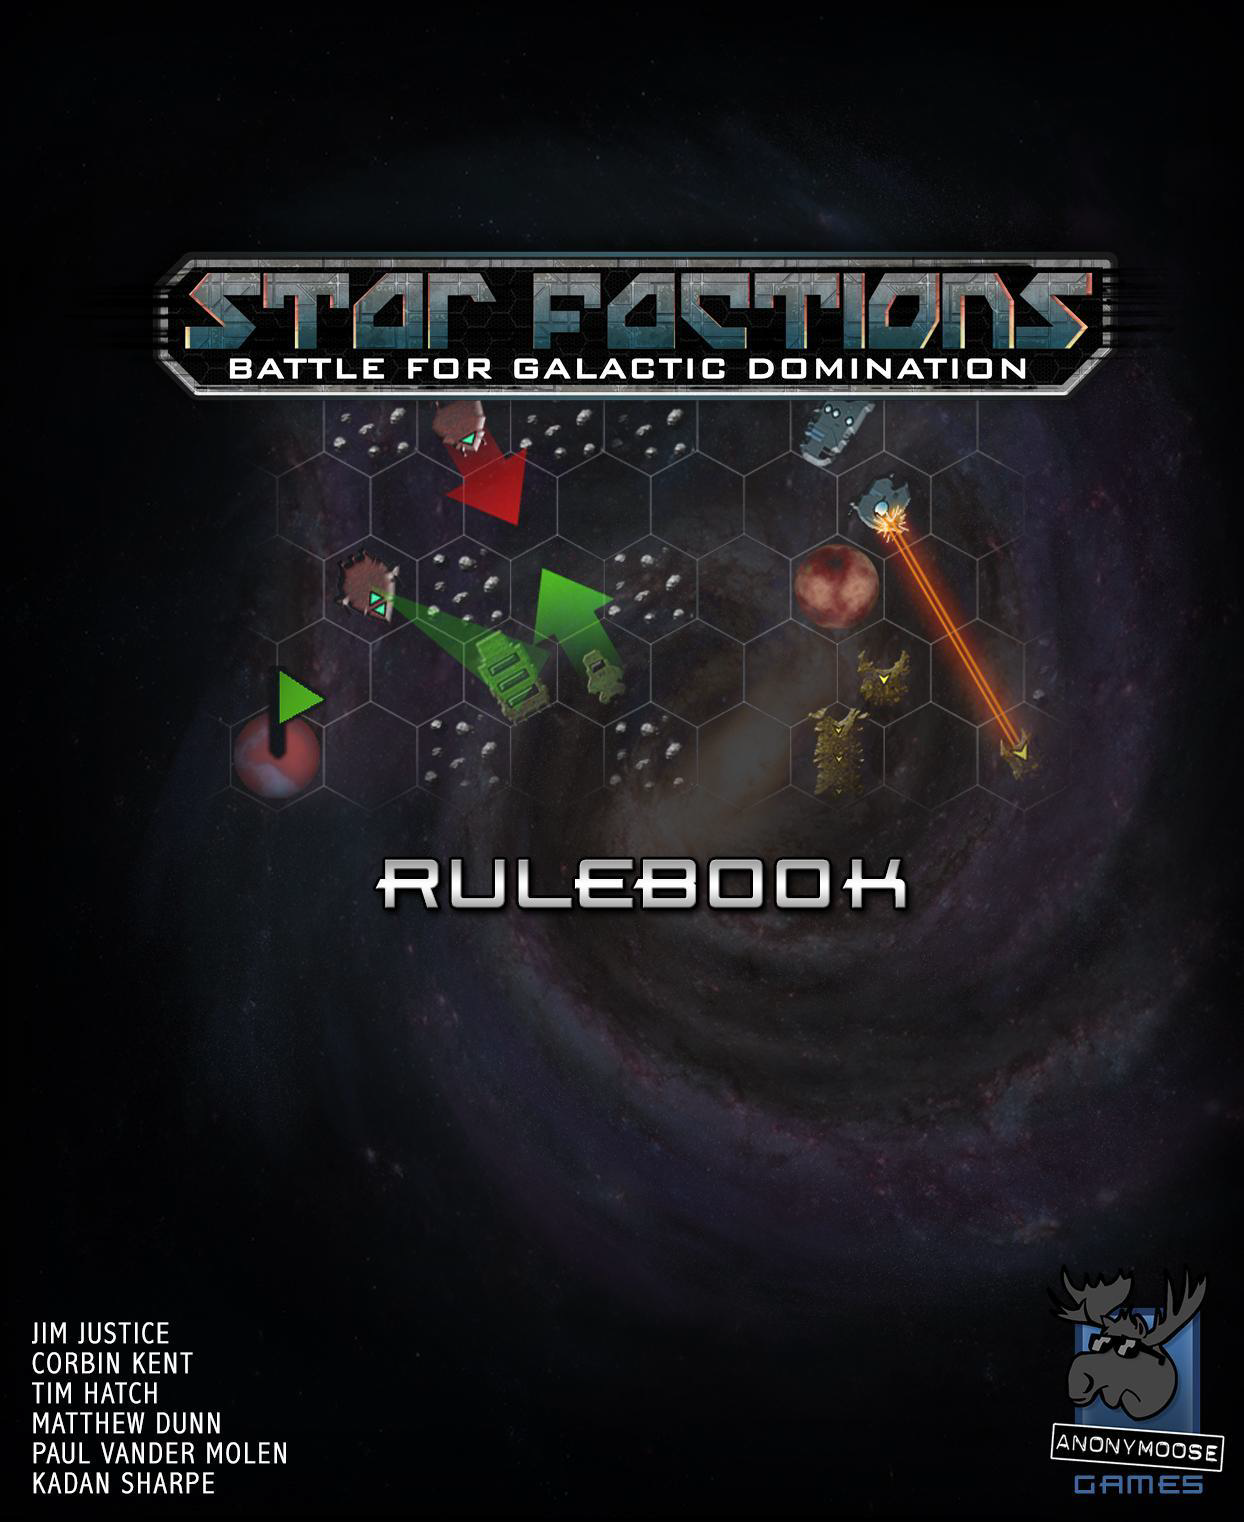 STAR FACTIONS
BATTLE FOR GALACTIC DOMINATION
RULEBOOK
JIM JUSTICE
CORBIN KENT
TIM HATCH
MATTHEW DUNN
PAUL VANDER MOLEN
KADAN SHARPE
ANONYMOOSE
GAMES